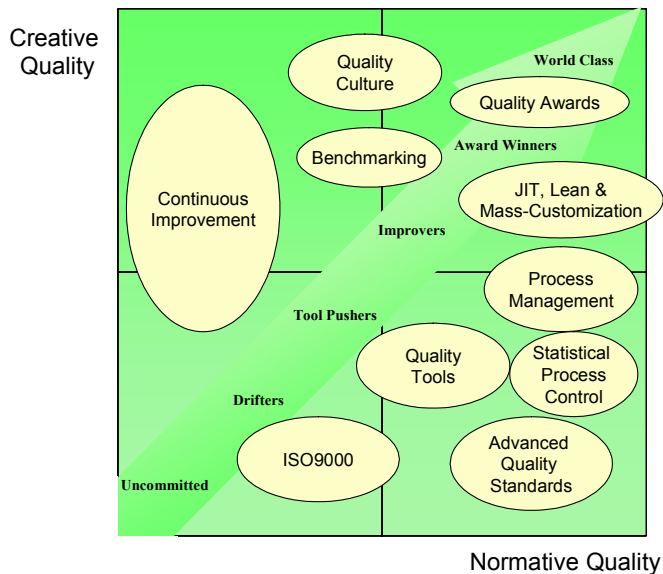 Creative
Quality
Quality
Culture
World Class
Quality Awards
Benchmarking
Award Winners
Continuous
Improvement
JIT, Lean &
Mass-Customization
Improvers
Process
Management
Tool Pushers
Quality
Tools
Statistical
Process
Control
Drifters
ISO9000
Advanced
Quality
Standards
Uncommitted
Normative Quality